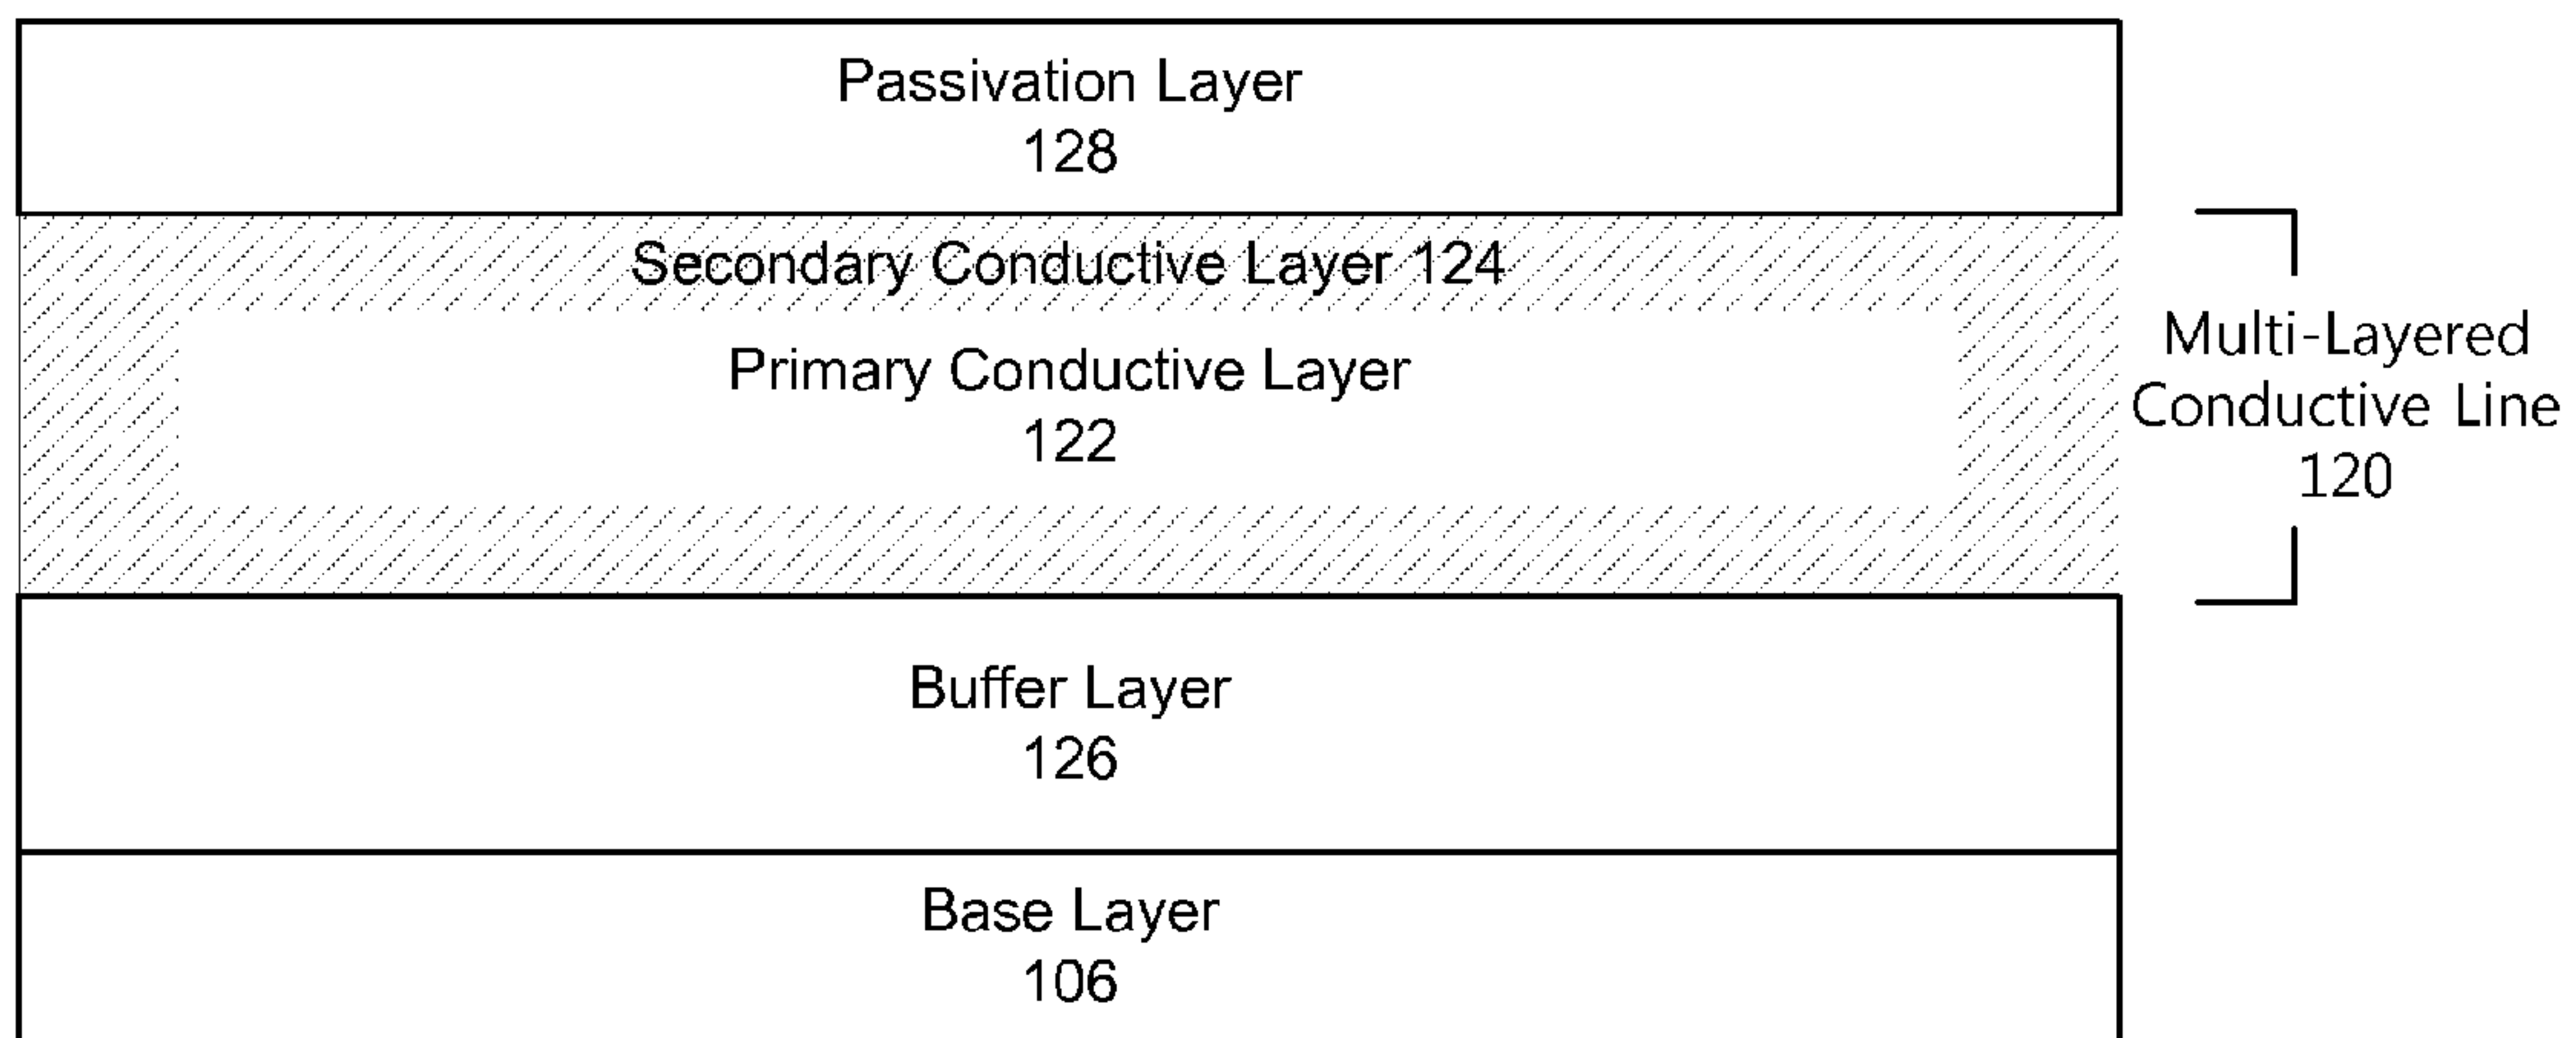 Passivation Layer
128
Secondary Conductive Layer 124
Primary Conductive Layer
122
Multi-Layered
Conductive Line
120
Buffer Layer
126
Base Layer
106